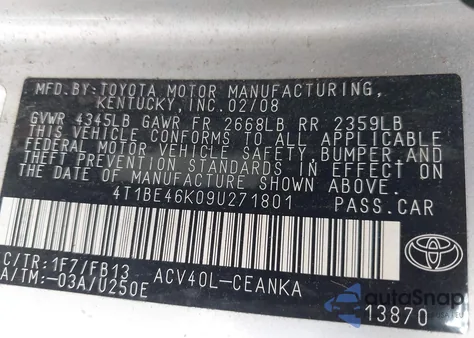 MFD.BY:TOYOTA MOTOR MANUFACTURING,
KENTUCKY, INC. 02/08
GVWR 4345LB GAWR FR 2668LB RR 2359LB
THIS VEHICLE CONFORMS TO ALL APPLICABLE
FEDERAL MOTOR VEHICLE SAFETY, BUMPER, AND
THEFT PREVENTION STANDARDS IN EFFECT ON
THE DATE OF MANUFACTURE SHOWN ABOVE.
4T1BE46K09U271801 PASS.CAR
C/TR:1F7/FB13 ACV40L-CEANKA
A/TM:-03A/U250E
TOYOTA
13870
AutoSnap